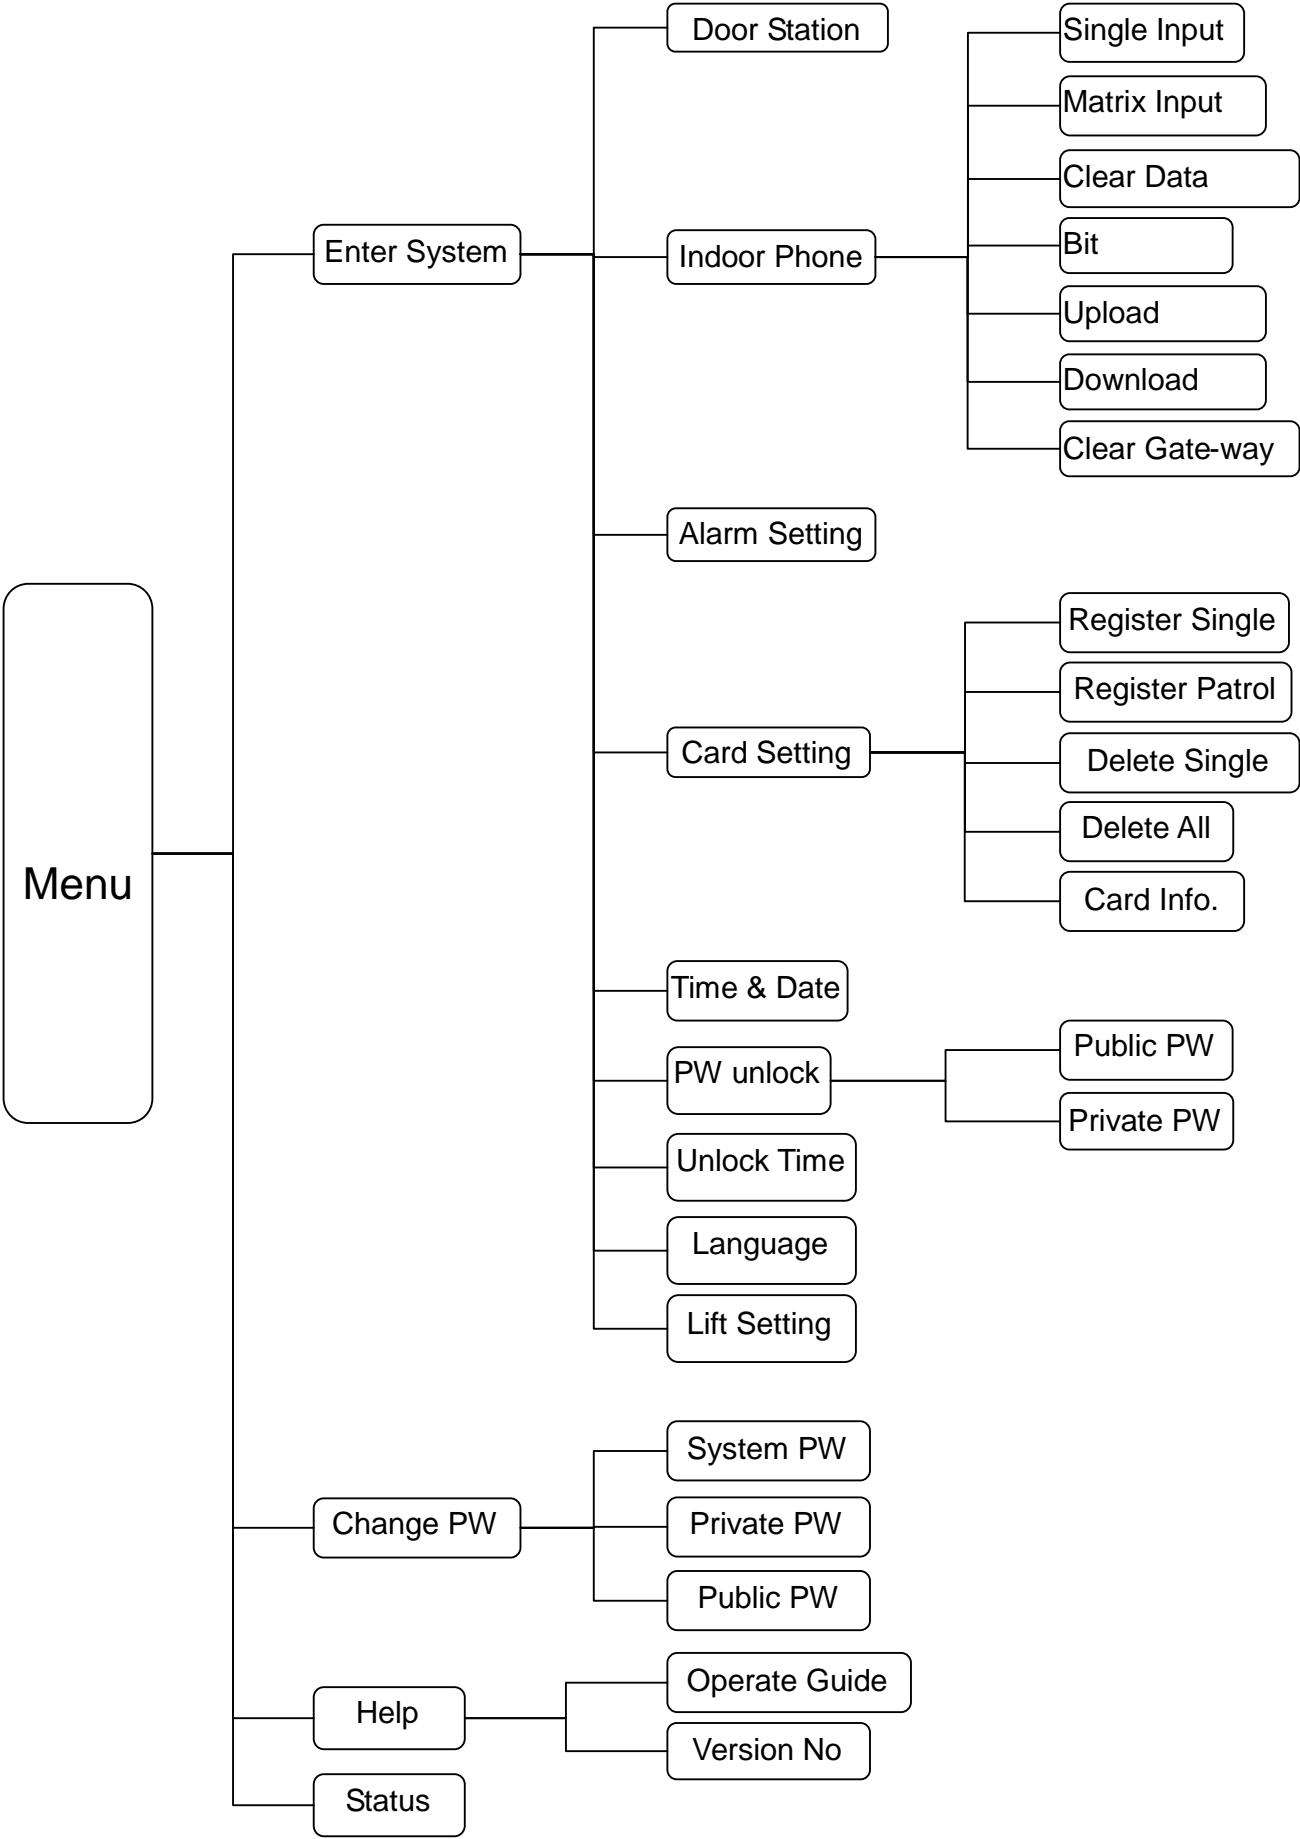 Menu
Enter System
Door Station
Indoor Phone
Single Input
Matrix Input
Clear Data
Bit
Upload
Download
Clear Gate-way
Alarm Setting
Card Setting
Register Single
Register Patrol
Delete Single
Delete All
Card Info.
Time & Date
PW unlock
Public PW
Private PW
Unlock Time
Language
Lift Setting
Change PW
System PW
Private PW
Public PW
Help
Operate Guide
Version No
Status